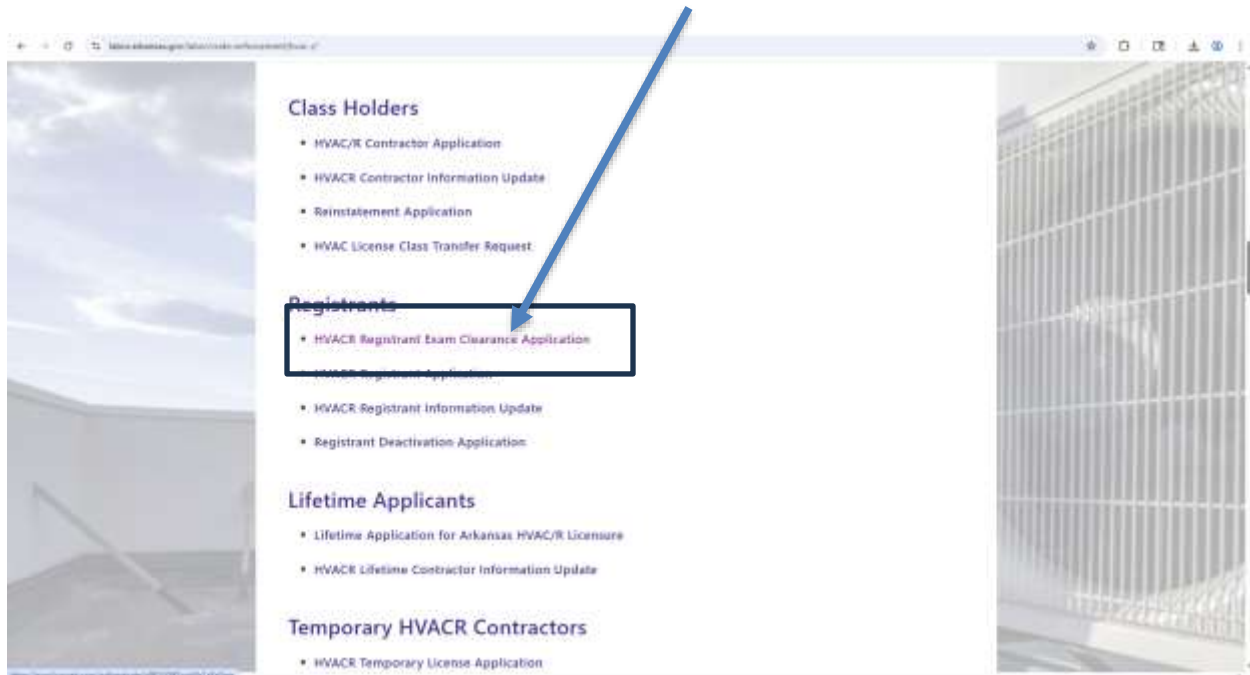 Class Holders
• HVAC/R Contractor Application
• HVACR Contractor Information Update
• Reinstatement Application
• HVAC License Class Transfer Request
Registrants
• HVACR Registrant Exam Clearance Application
• HVACR Registrant Application
• HVACR Registrant Information Update
• Registrant Deactivation Application
Lifetime Applicants
• Lifetime Application for Arkansas HVAC/R Licensure
• HVACR Lifetime Contractor Information Update
Temporary HVACR Contractors
• HVACR Temporary License Application